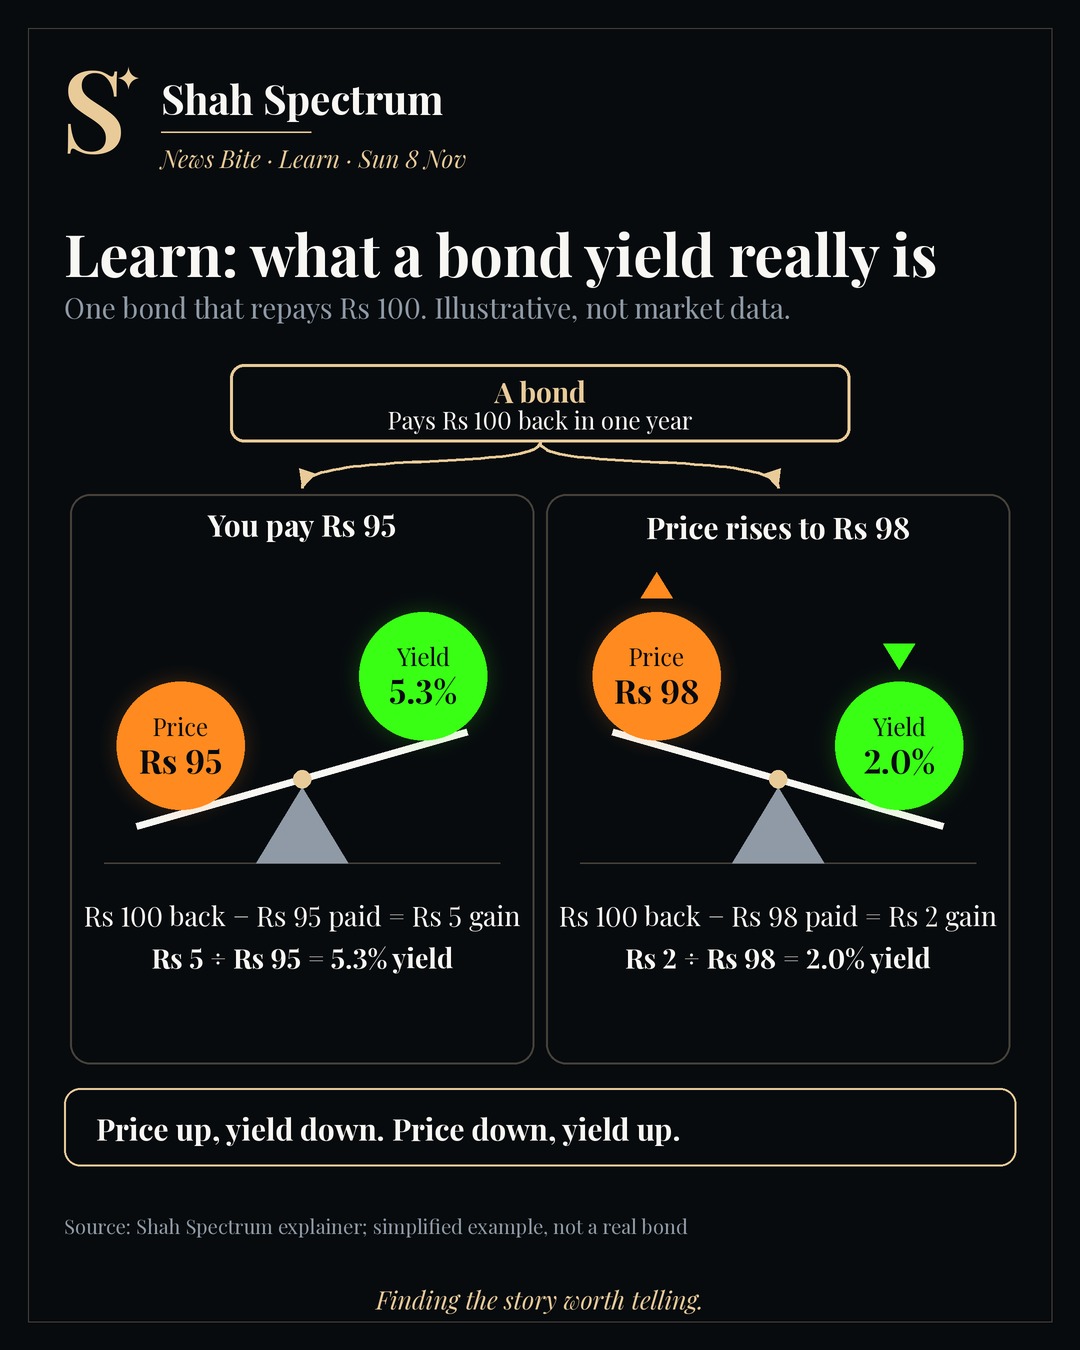 S
Shah Spectrum
News Bite · Learn · Sun 8 Nov
Learn: what a bond yield really is
One bond that repays Rs 100. Illustrative, not market data.
A bond
Pays Rs 100 back in one year
You pay Rs 95
Yield
5.3%
Price
Rs 95
Rs 100 back − Rs 95 paid = Rs 5 gain
Rs 5 ÷ Rs 95 = 5.3% yield
Price rises to Rs 98
Price
Rs 98
Yield
2.0%
Rs 100 back − Rs 98 paid = Rs 2 gain
Rs 2 ÷ Rs 98 = 2.0% yield
Price up, yield down. Price down, yield up.
Source: Shah Spectrum explainer; simplified example, not a real bond
Finding the story worth telling.